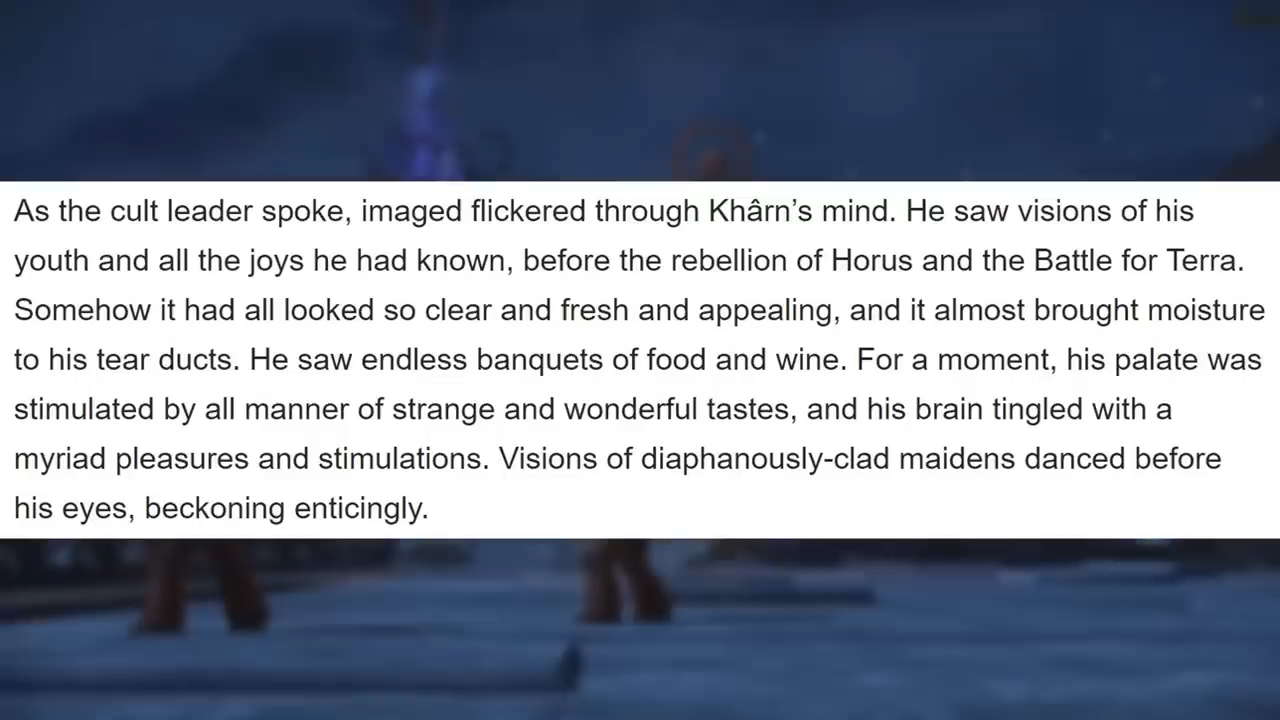 As the cult leader spoke, imaged flickered through Khârn’s mind. He saw visions of his
youth and all the joys he had known, before the rebellion of Horus and the Battle for Terra.
Somehow it had all looked so clear and fresh and appealing, and it almost brought moisture
to his tear ducts. He saw endless banquets of food and wine. For a moment, his palate was
stimulated by all manner of strange and wonderful tastes, and his brain tingled with a
myriad pleasures and stimulations. Visions of diaphanously-clad maidens danced before
his eyes, beckoning enticingly.